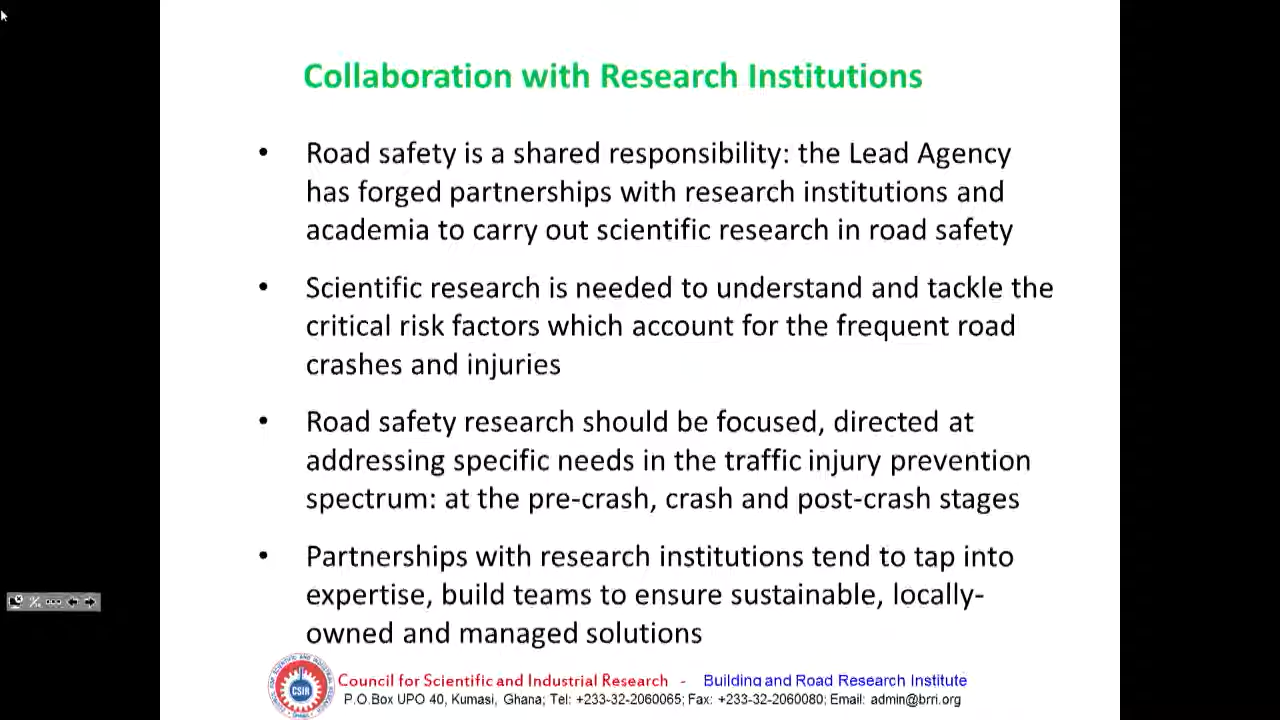 Collaboration with Research Institutions
• Road safety is a shared responsibility: the Lead Agency
has forged partnerships with research institutions and
academia to carry out scientific research in road safety
• Scientific research is needed to understand and tackle the
critical risk factors which account for the frequent road
crashes and injuries
• Road safety research should be focused, directed at
addressing specific needs in the traffic injury prevention
spectrum: at the pre-crash, crash and post-crash stages
• Partnerships with research institutions tend to tap into
expertise, build teams to ensure sustainable, locally-
owned and managed solutions
CSIR
Council for Scientific and Industrial Research - Building and Road Research Institute
P.O.Box UPO 40, Kumasi, Ghana; Tel: +233-32-2060065; Fax: +233-32-2060080; Email: admin@brri.org